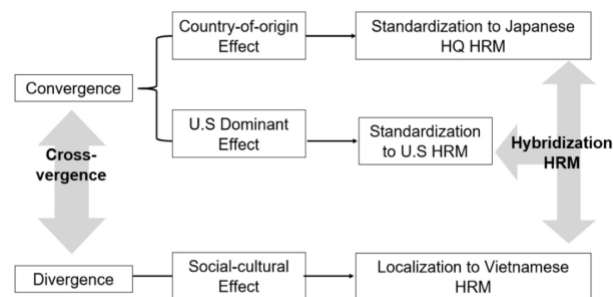 Country-of-origin
Effect
Standardization to Japanese
HQ HRM
Convergence
U.S Dominant
Effect
Standardization
to U.S HRM
Hybridization
HRM
Cross-
vergence
Divergence
Social-cultural
Effect
Localization to Vietnamese
HRM